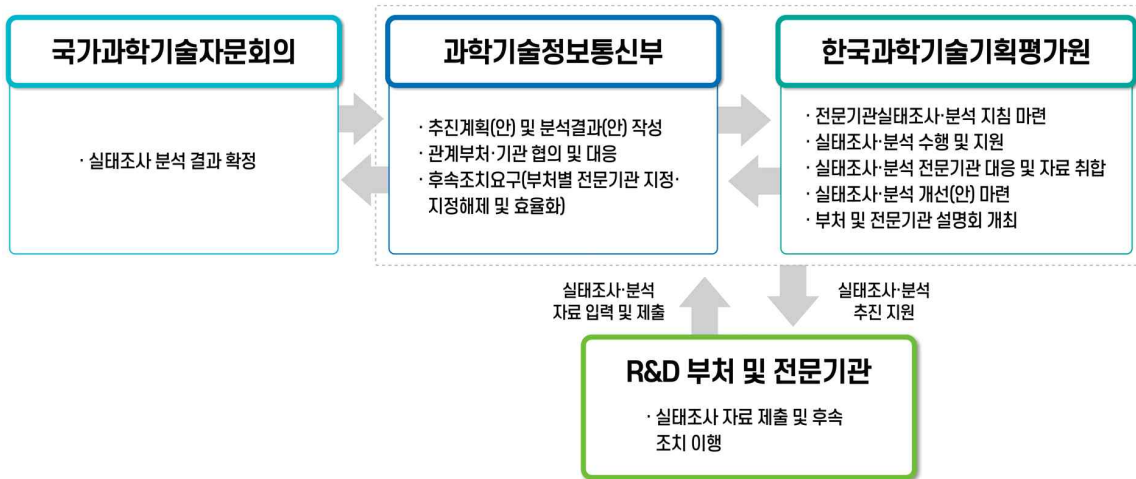 국가과학기술자문회의
· 실태조사 분석 결과 확정
과학기술정보통신부
· 추진계획(안) 및 분석결과(안) 작성
· 관계부처·기관 협의 및 대응
· 후속조치요구(부처별 전문기관 지정·
지정해제 및 효율화)
한국과학기술기획평가원
· 전문기관실태조사·분석 지침 마련
· 실태조사·분석 수행 및 지원
· 실태조사·분석 전문기관 대응 및 자료 취합
· 실태조사·분석 개선(안) 마련
· 부처 및 전문기관 설명회 개최
실태조사·분석
자료 입력 및 제출
실태조사·분석
추진 지원
R&D 부처 및 전문기관
· 실태조사 자료 제출 및 후속
조치 이행